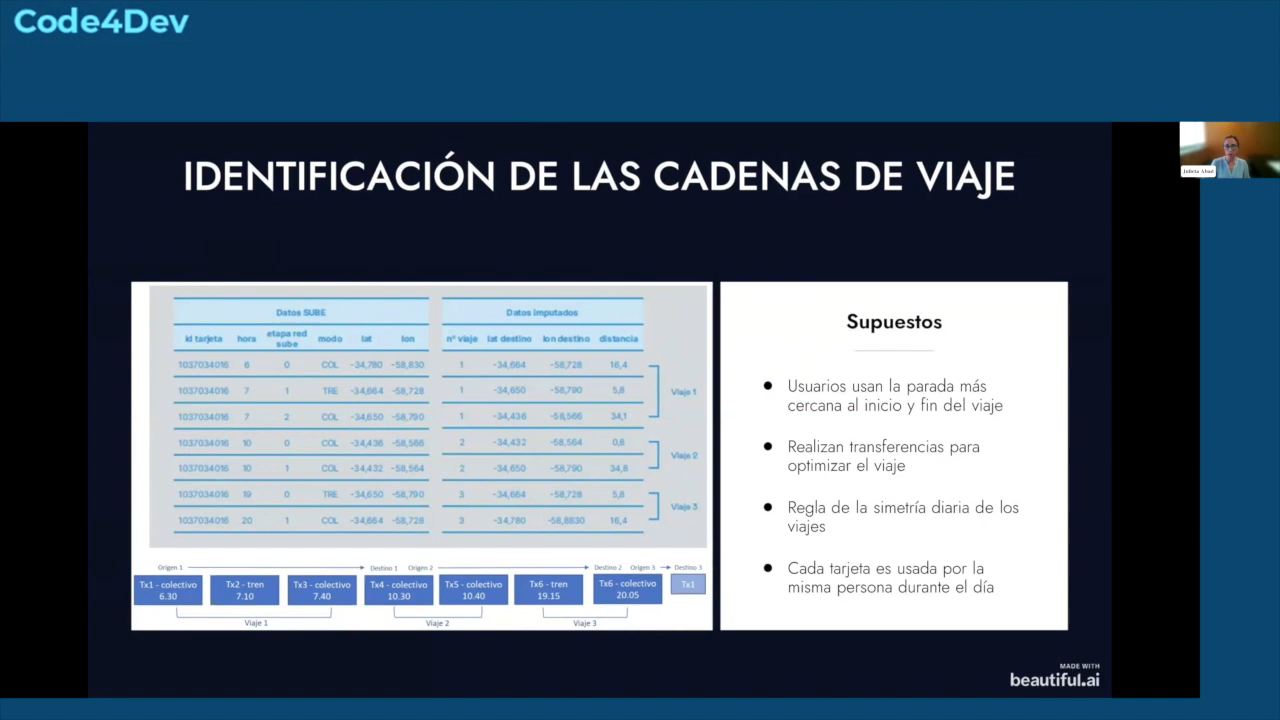 Code4Dev
IDENTIFICACIÓN DE LAS CADENAS DE VIAJE
Julieta Abad
Datos SUBE Datos imputados
id tarjeta hora etapa red sube modo lat lon nº viaje lat destino lon destino distancia
1037034016 6 0 COL -34,780 -58,830 1 -34,664 -58,728 16,4
1037034016 7 1 TRE -34,664 -58,728 1 -34,650 -58,790 5,8
1037034016 7 2 COL -34,650 -58,790 1 -34,436 -58,566 34,1
1037034016 10 0 COL -34,436 -58,566 2 -34,432 -58,564 0,6
1037034016 10 1 COL -34,432 -58,564 2 -34,650 -58,790 34,8
1037034016 19 0 TRE -34,650 -58,790 3 -34,664 -58,728 5,8
1037034016 20 1 COL -34,664 -58,728 3 -34,780 -58,8830 16,4
Viaje 1
Viaje 2
Viaje 3
Origen 1 Destino 1 Origen 2 Destino 2 Origen 3 Destino 3
Tx1 - colectivo Tx2 - tren Tx3 - colectivo Tx4 - colectivo Tx5 - colectivo Tx6 - tren Tx6 - colectivo Tx1
6.30 7.10 7.40 10.30 10.40 19.15 20.05
Viaje 1 Viaje 2 Viaje 3
Supuestos
● Usuarios usan la parada más
cercana al inicio y fin del viaje
● Realizan transferencias para
optimizar el viaje
● Regla de la simetría diaria de los
viajes
● Cada tarjeta es usada por la
misma persona durante el día
MADE WITH
beautiful.ai